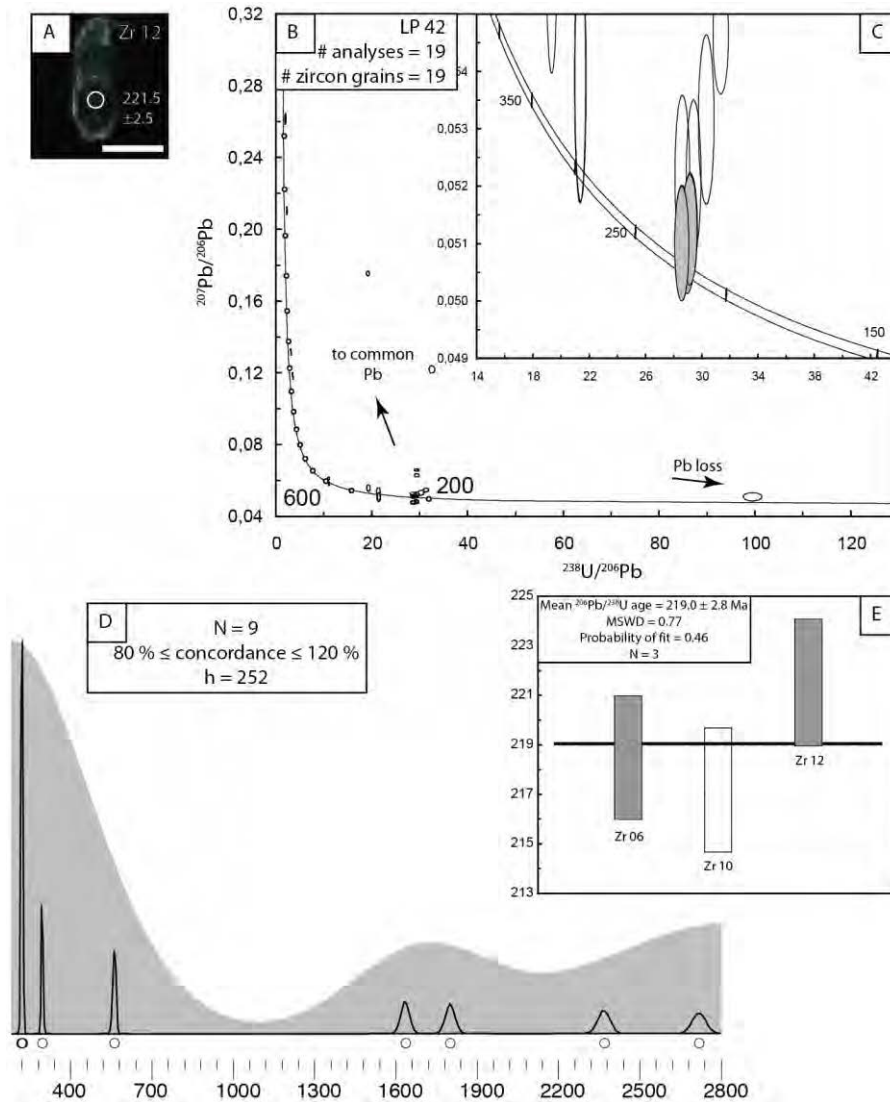 A
Zr 12
221.5
±2.5
B
LP 42
# analyses = 19
# zircon grains = 19
0,32
0,28
0,24
0,20
0,16
0,12
0,08
0,04
207Pb/206Pb
to common
Pb
600
200
Pb loss
0
20
40
60
80
100
120
238U/206Pb
C
,54
0,053
0,052
0,051
0,050
0,049
350
250
150
14
18
22
26
30
34
38
42
D
N = 9
80 % ≤ concordance ≤ 120 %
h = 252
400
700
1000
1300
1600
1900
2200
2500
2800
E
Mean 206Pb/238U age = 219.0 ± 2.8 Ma
MSWD = 0.77
Probability of fit = 0.46
N = 3
225
223
221
219
217
215
213
Zr 06
Zr 10
Zr 12